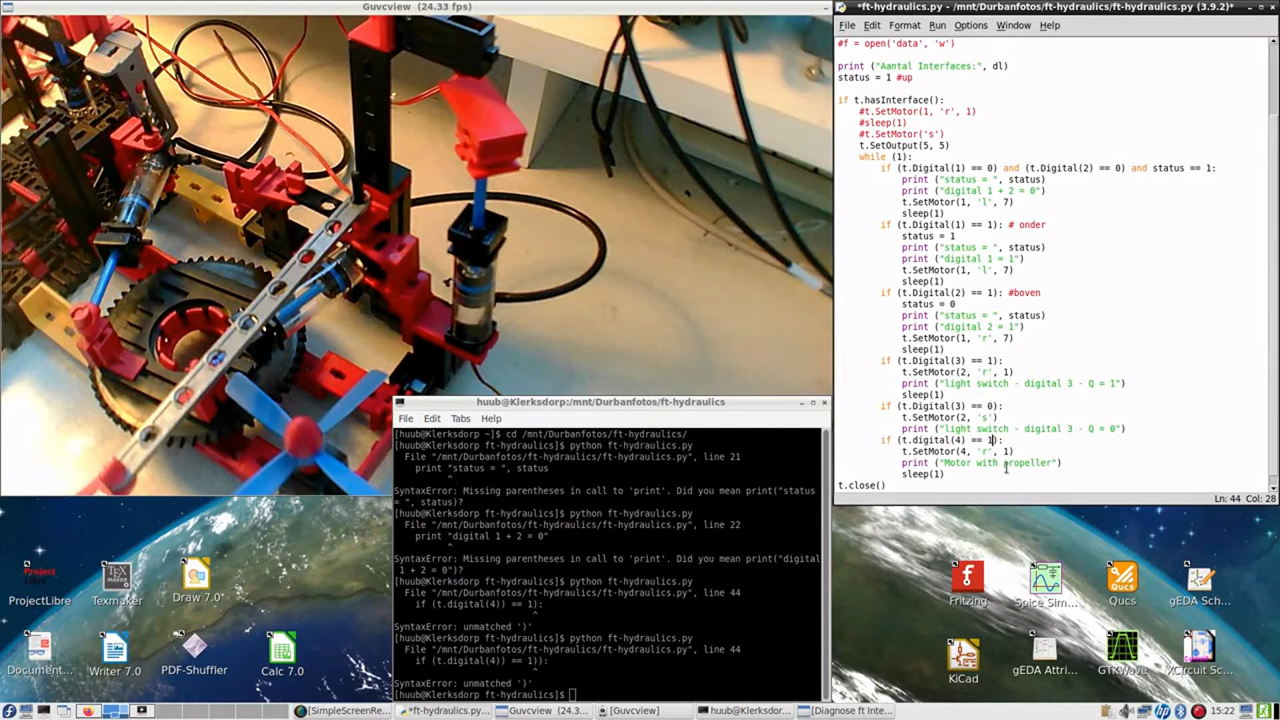 Guvcview (24.33 fps)
*ft-hydraulics.py - /mnt/Durbanfotos/ft-hydraulics/ft-hydraulics.py (3.9.2)*
File Edit Format Run Options Window Help
#f = open('data', 'w')
print ("Aantal Interfaces:", dl)
status = 1 #up
if t.hasInterface():
#t.SetMotor(1, 'r', 1)
#sleep(1)
#t.SetMotor('s')
t.SetOutput(5, 5)
while (1):
if (t.Digital(1) == 0) and (t.Digital(2) == 0) and status == 1:
print ("status = ", status)
print ("digital 1 + 2 = 0")
t.SetMotor(1, 'l', 7)
sleep(1)
if (t.Digital(1) == 1): # onder
status = 1
print ("status = ", status)
print ("digital 1 = 1")
t.SetMotor(1, 'l', 7)
sleep(1)
if (t.Digital(2) == 1): #boven
status = 0
print ("status = ", status)
print ("digital 2 = 1")
t.SetMotor(1, 'r', 7)
sleep(1)
if (t.Digital(3) == 1):
t.SetMotor(2, 'r', 1)
print ("light switch - digital 3 - Q = 1")
sleep(1)
if (t.Digital(3) == 0):
t.SetMotor(2, 's')
print ("light switch - digital 3 - Q = 0")
if (t.digital(4) == 1):
t.SetMotor(4, 'r', 1)
print ("Motor with propeller")
sleep(1)
t.close()
Ln: 44 Col: 28
huub@Klerksdorp:/mnt/Durbanfotos/ft-hydraulics
File Edit Tabs Help
[huub@Klerksdorp ~]$ cd /mnt/Durbanfotos/ft-hydraulics/
[huub@Klerksdorp ft-hydraulics]$ python ft-hydraulics.py
File "/mnt/Durbanfotos/ft-hydraulics/ft-hydraulics.py", line 21
print "status = ", status
^
SyntaxError: Missing parentheses in call to 'print'. Did you mean print("status
= ", status)?
[huub@Klerksdorp ft-hydraulics]$ python ft-hydraulics.py
File "/mnt/Durbanfotos/ft-hydraulics/ft-hydraulics.py", line 22
print "digital 1 + 2 = 0"
^
SyntaxError: Missing parentheses in call to 'print'. Did you mean print("digital
1 + 2 = 0")?
[huub@Klerksdorp ft-hydraulics]$ python ft-hydraulics.py
File "/mnt/Durbanfotos/ft-hydraulics/ft-hydraulics.py", line 44
if (t.digital(4)) == 1):
^
SyntaxError: unmatched ')'
[huub@Klerksdorp ft-hydraulics]$ python ft-hydraulics.py
File "/mnt/Durbanfotos/ft-hydraulics/ft-hydraulics.py", line 44
if (t.digital(4) == 1)):
^
SyntaxError: unmatched ')'
[huub@Klerksdorp ft-hydraulics]$
Project
Libre
ProjectLibre
TEX
MAKER
Texmaker
Draw 7.0
Document...
Writer 7.0
PDF-Shuffler
Calc 7.0
Fritzing
Spice Sim...
Qucs
gEDA Sch...
KiCad
gEDA Attri...
GTKWave
XCircuit Sc...
[SimpleScreenRe...
*ft-hydraulics.py...
Guvcview (24.3...
[Guvcview]
huub@Klerksdor...
[Diagnose ft Inte...
15:22